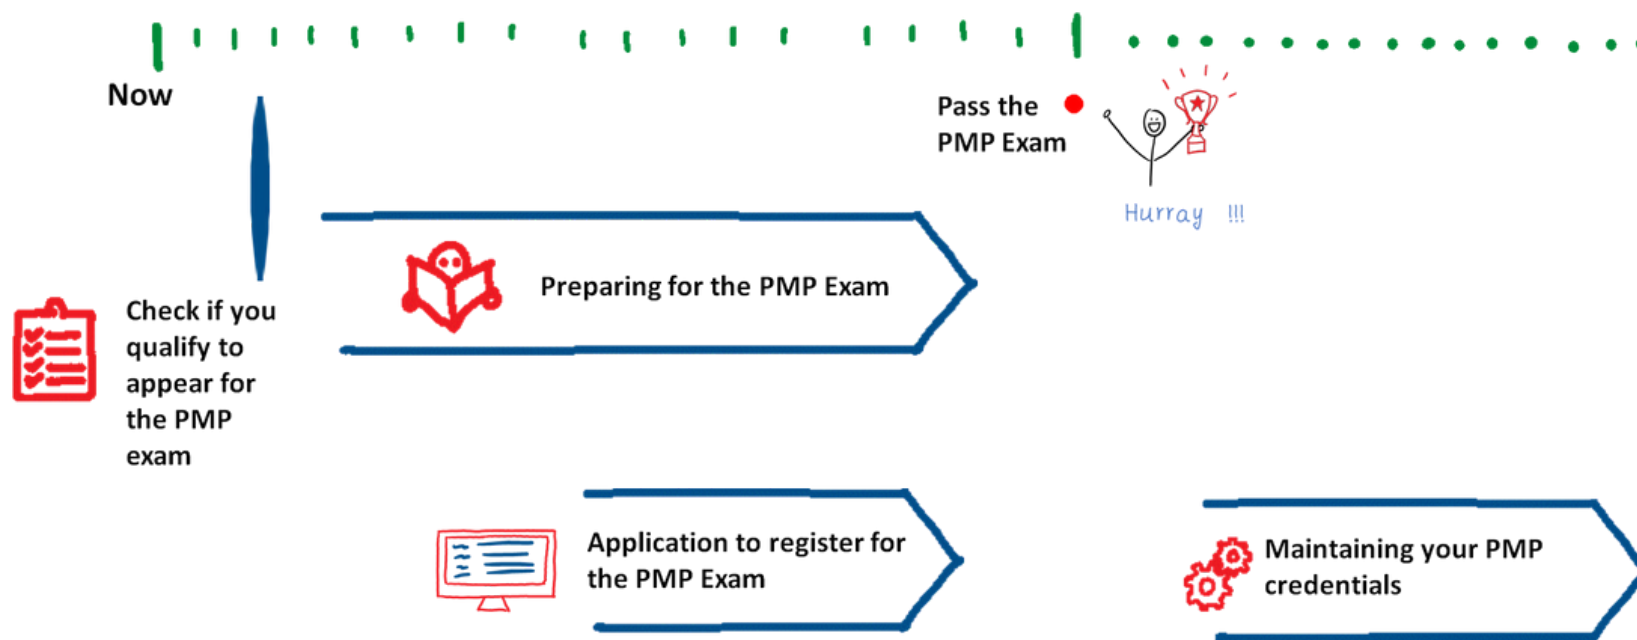 Now
Pass the
PMP Exam
Hurray !!!
Preparing for the PMP Exam
Check if you
qualify to
appear for
the PMP
exam
Application to register for
the PMP Exam
Maintaining your PMP
credentials